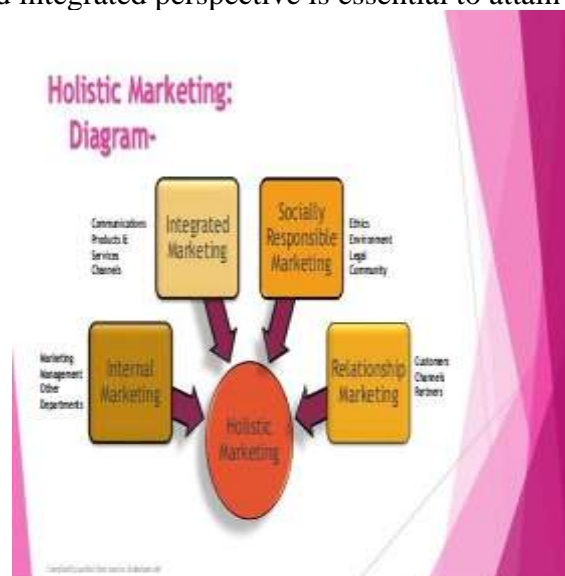 d integrated perspective is essential to attain
Holistic Marketing:
Diagram-
Communications
Products &
Services
Channels
Integrated
Marketing
Socially
Responsible
Marketing
Ethics
Environment
Legal
Community
Marketing
Management
Other
Departments
Internal
Marketing
Relationship
Marketing
Customers
Channels
Partners
Holistic
Marketing